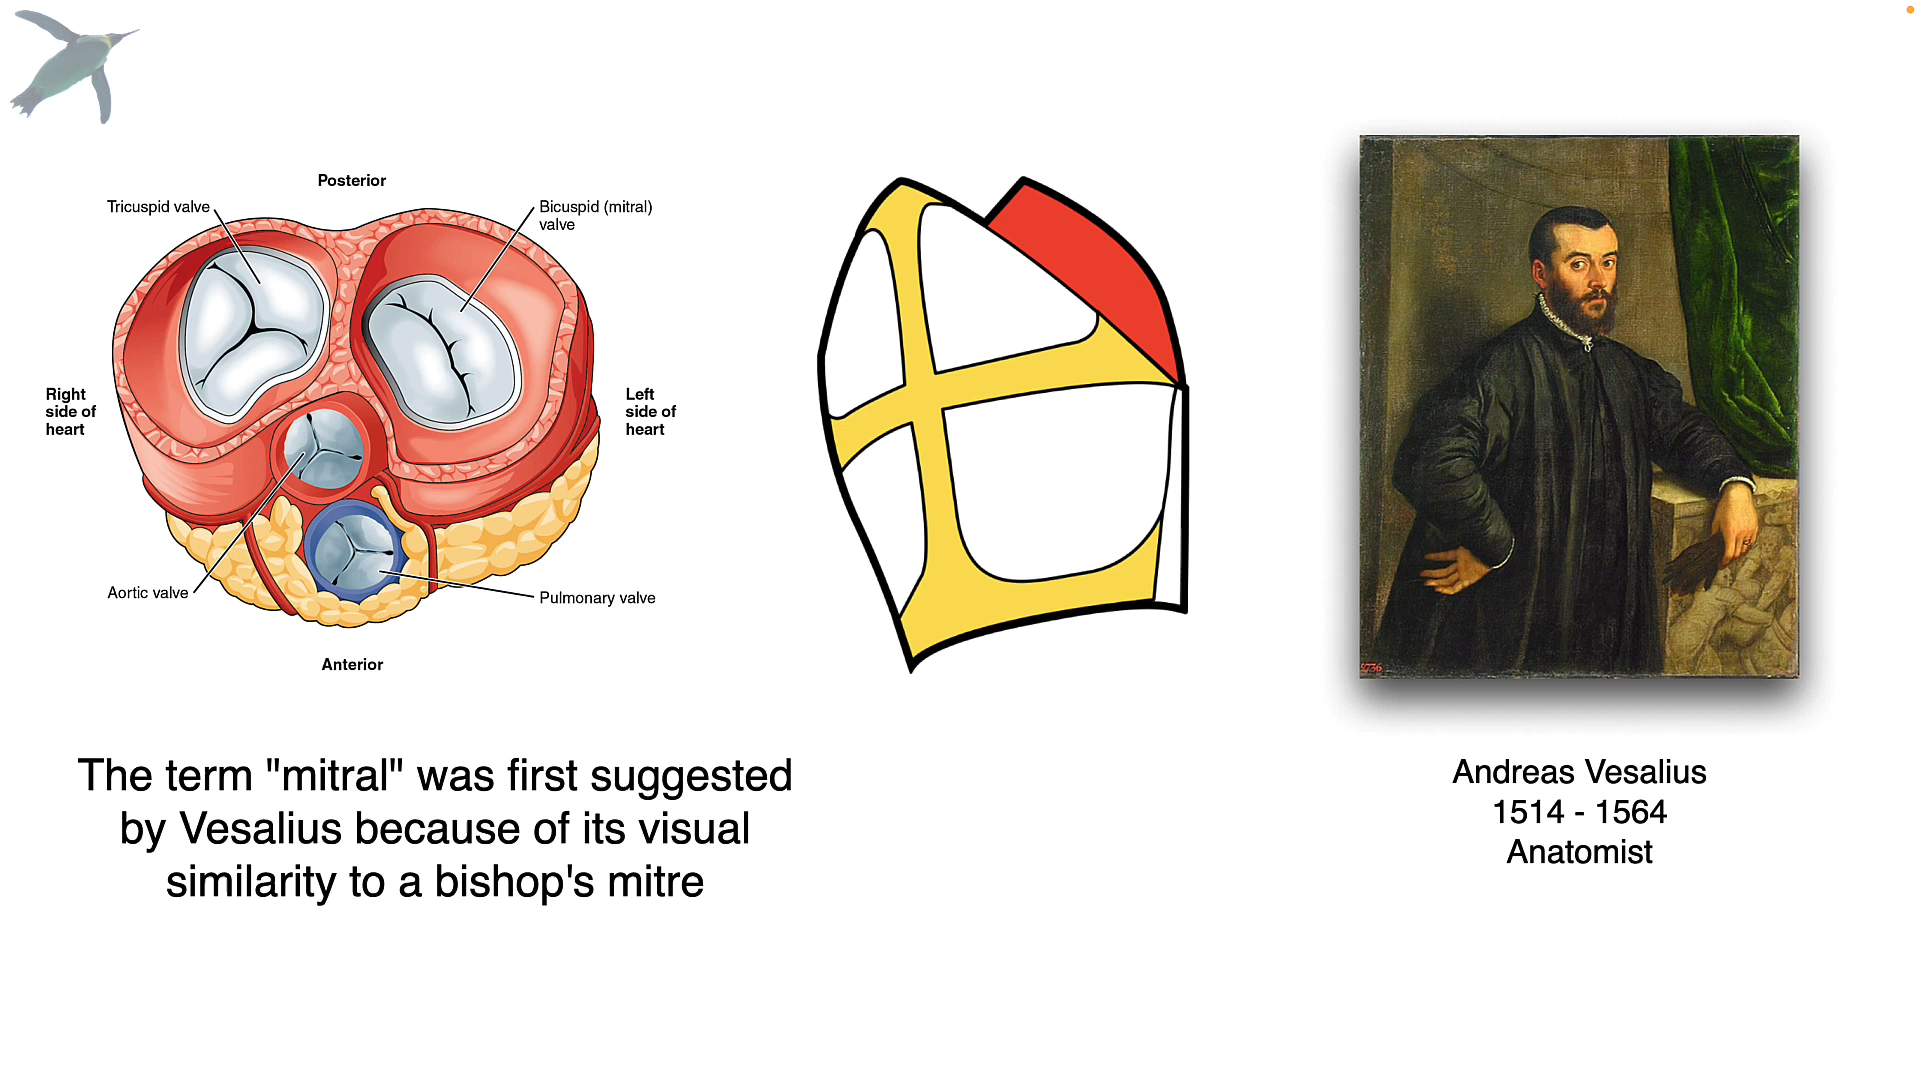 Posterior
Tricuspid valve
Bicuspid (mitral)
valve
Right
side of
heart
Left
side of
heart
Aortic valve
Pulmonary valve
Anterior
2736
The term "mitral" was first suggested
by Vesalius because of its visual
similarity to a bishop's mitre
Andreas Vesalius
1514 - 1564
Anatomist